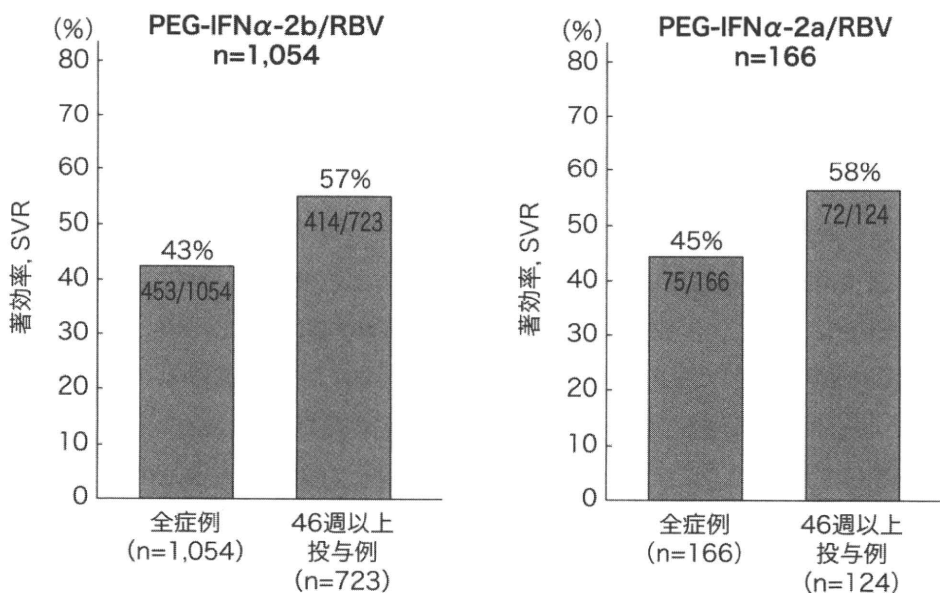 (%)
PEG-IFNα-2b/RBV
n=1,054
80
70
60
50
40
30
20
10
0
著効率, SVR
43%
453/1054
57%
414/723
全症例
(n=1,054)
46週以上
投与例
(n=723)
(%)
PEG-IFNα-2a/RBV
n=166
80
70
60
50
40
30
20
10
0
著効率, SVR
45%
75/166
58%
72/124
全症例
(n=166)
46週以上
投与例
(n=124)